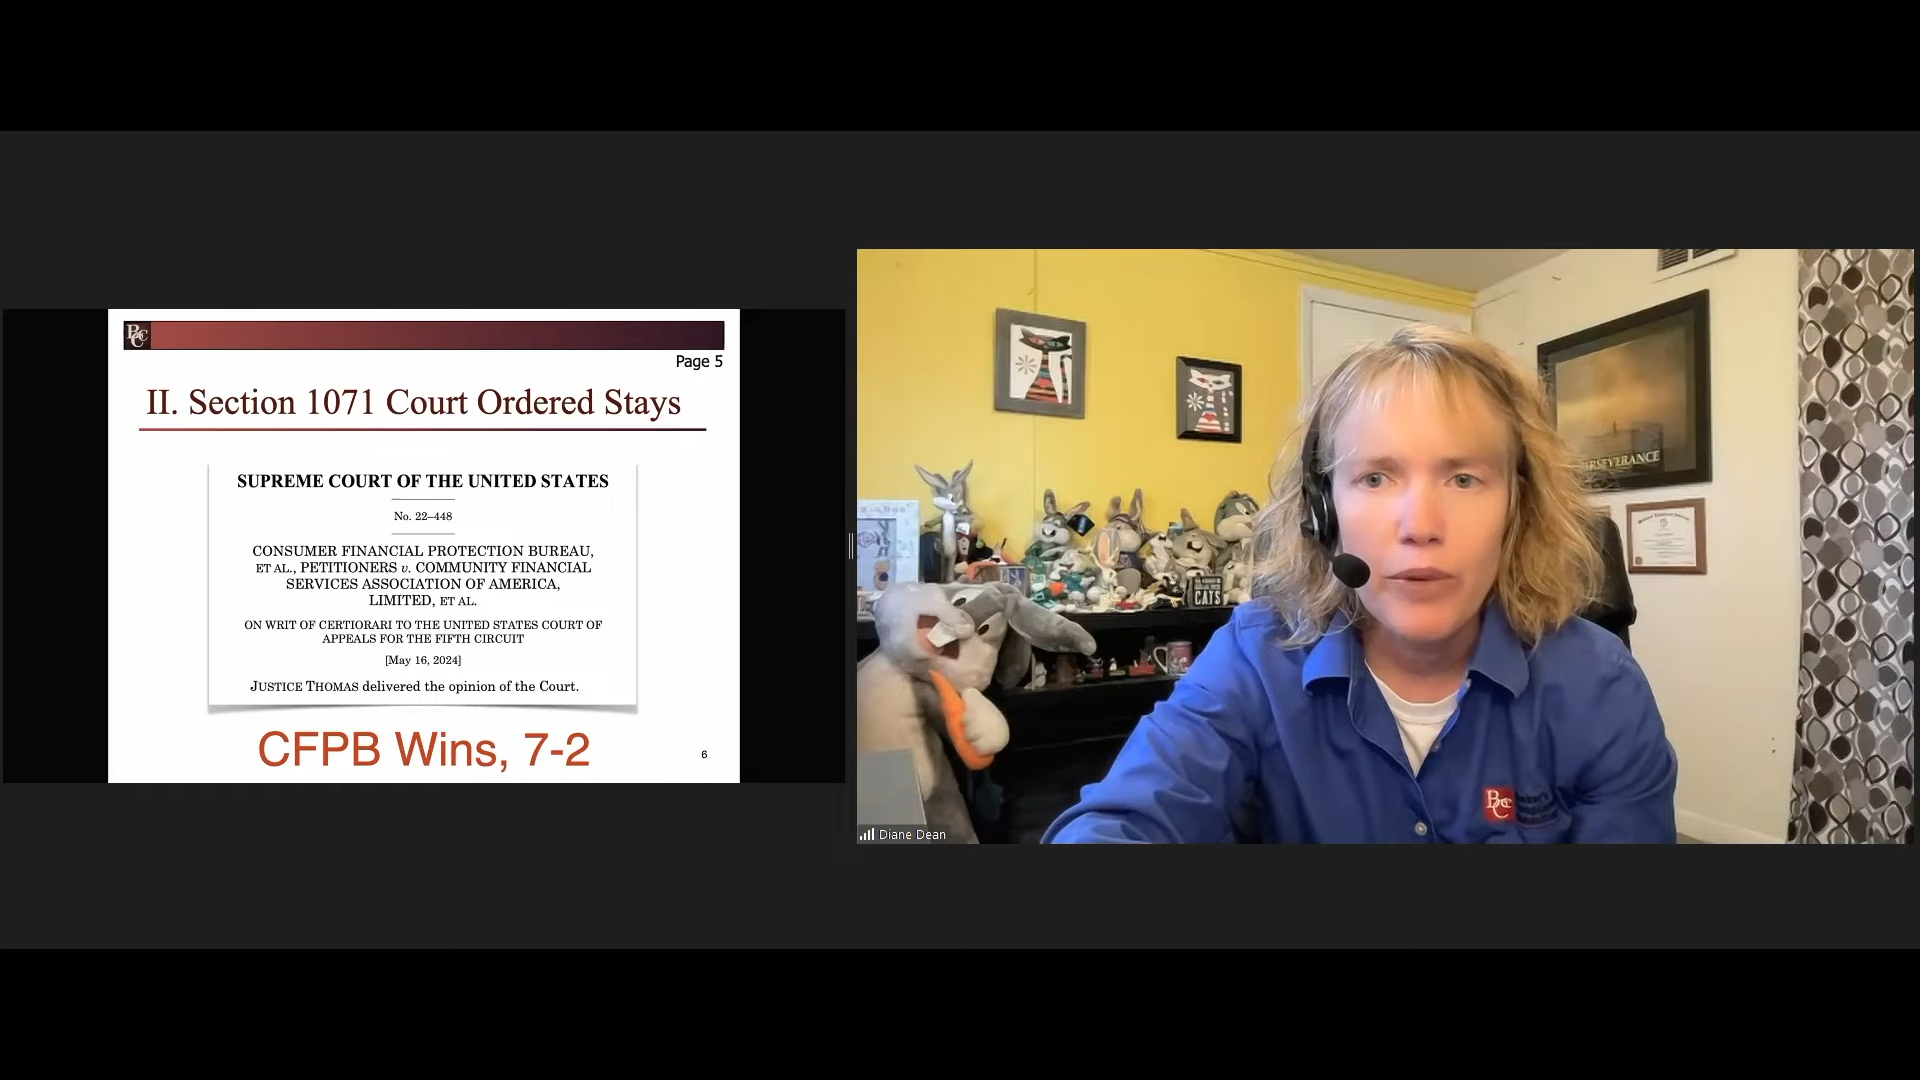 Page 5
II. Section 1071 Court Ordered Stays
SUPREME COURT OF THE UNITED STATES
No. 22–448
CONSUMER FINANCIAL PROTECTION BUREAU,
ET AL., PETITIONERS v. COMMUNITY FINANCIAL
SERVICES ASSOCIATION OF AMERICA,
LIMITED, ET AL.
ON WRIT OF CERTIORARI TO THE UNITED STATES COURT OF
APPEALS FOR THE FIFTH CIRCUIT
[May 16, 2024]
JUSTICE THOMAS delivered the opinion of the Court.
CFPB Wins, 7-2
6
CATS
Diane Dean